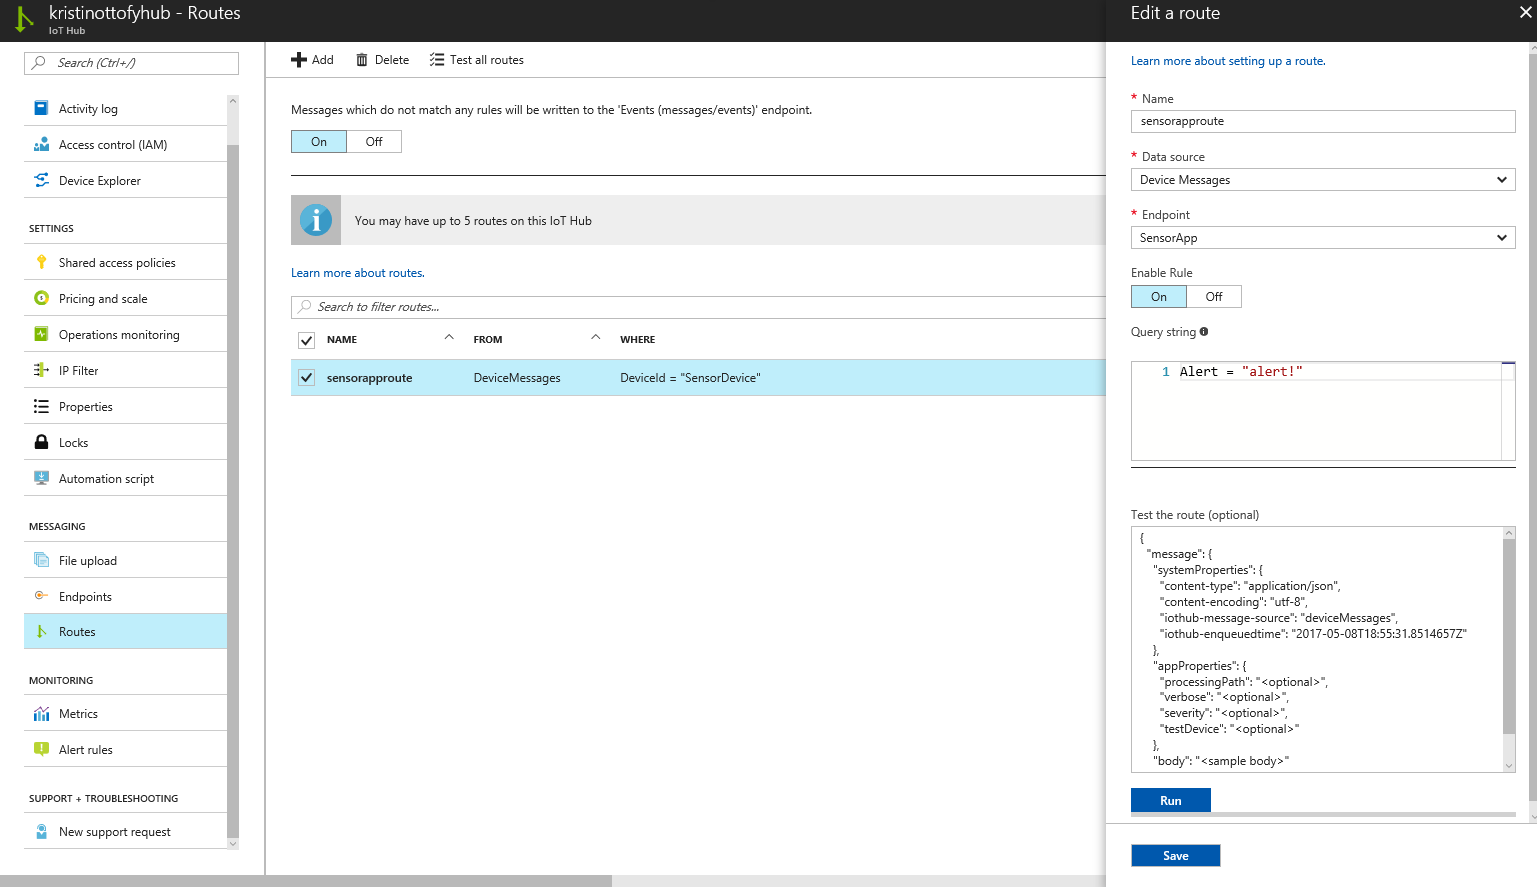 kristinottofyhub - Routes
IoT Hub
Search (Ctrl+/)
Activity log
Access control (IAM)
Device Explorer
SETTINGS
Shared access policies
Pricing and scale
Operations monitoring
IP Filter
Properties
Locks
Automation script
MESSAGING
File upload
Endpoints
Routes
MONITORING
Metrics
Alert rules
SUPPORT + TROUBLESHOOTING
New support request
Add Delete Test all routes
Messages which do not match any rules will be written to the 'Events (messages/events)' endpoint.
On Off
You may have up to 5 routes on this IoT Hub
Learn more about routes.
Search to filter routes...
NAME FROM WHERE
sensorapproute DeviceMessages DeviceId = "SensorDevice"
Edit a route
Learn more about setting up a route.
* Name
sensorapproute
* Data source
Device Messages
* Endpoint
SensorApp
Enable Rule
On Off
Query string
1 Alert = "alert!"
Test the route (optional)
{
"message": {
"systemProperties": {
"content-type": "application/json",
"content-encoding": "utf-8",
"iothub-message-source": "deviceMessages",
"iothub-enqueuedtime": "2017-05-08T18:55:31.8514657Z"
},
"appProperties": {
"processingPath": "<optional>",
"verbose": "<optional>",
"severity": "<optional>",
"testDevice": "<optional>"
},
"body": "<sample body>"
Run
Save